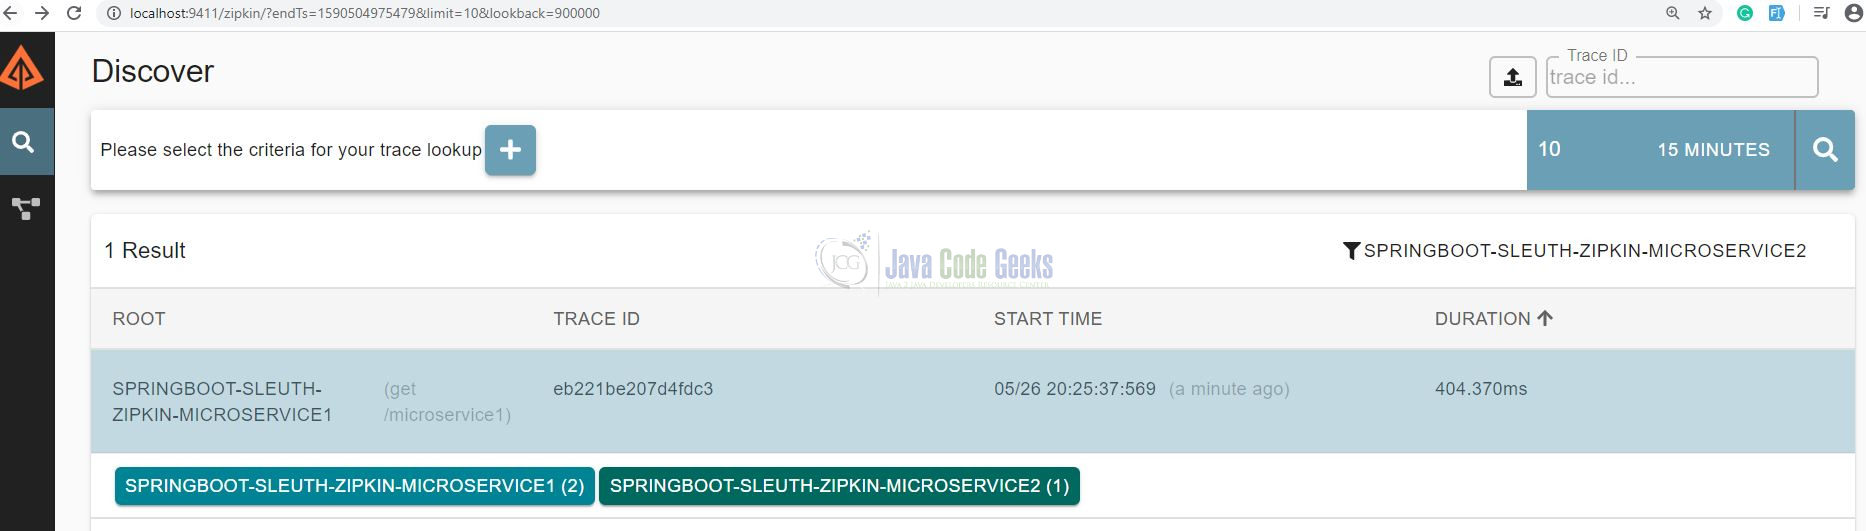 localhost:9411/zipkin/?endTs=1590504975479&limit=10&lookback=900000
Discover
Trace ID
trace id...
Please select the criteria for your trace lookup
10
15 MINUTES
1 Result
JCG
Java Code Geeks
JAVA 2 JAVA DEVELOPERS RESOURCE CENTER
SPRINGBOOT-SLEUTH-ZIPKIN-MICROSERVICE2
ROOT TRACE ID START TIME DURATION
SPRINGBOOT-SLEUTH- (get eb221be207d4fdc3 05/26 20:25:37:569 (a minute ago) 404.370ms
ZIPKIN-MICROSERVICE1 /microservice1)
SPRINGBOOT-SLEUTH-ZIPKIN-MICROSERVICE1 (2) SPRINGBOOT-SLEUTH-ZIPKIN-MICROSERVICE2 (1)